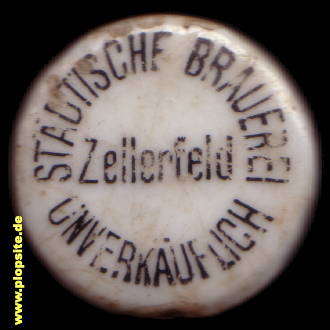 STÄDTISCHE BRAUEREI
Zellerfeld
UNVERKÄUFLICH
www.plopsite.de